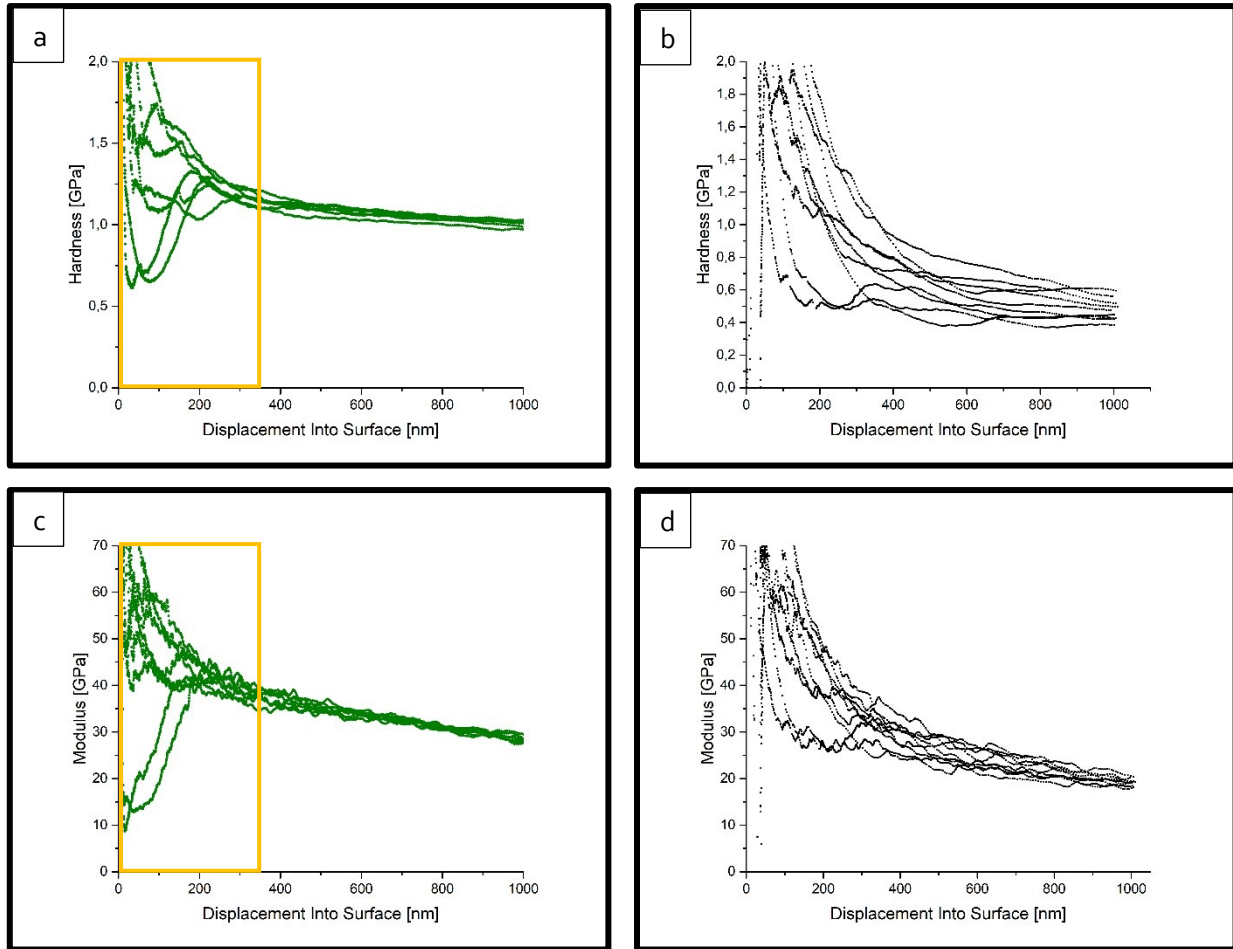 a
2,0
1,5
1,0
0,5
0,0
Hardness [GPa]
0 200 400 600 800 1000
Displacement Into Surface [nm]
b
2,0
1,8
1,6
1,4
1,2
1,0
0,8
0,6
0,4
0,2
0,0
Hardness [GPa]
0 200 400 600 800 1000
Displacement Into Surface [nm]
c
70
60
50
40
30
20
10
0
Modulus [GPa]
0 200 400 600 800 1000
Displacement Into Surface [nm]
d
70
60
50
40
30
20
10
0
Modulus [GPa]
0 200 400 600 800 1000
Displacement Into Surface [nm]